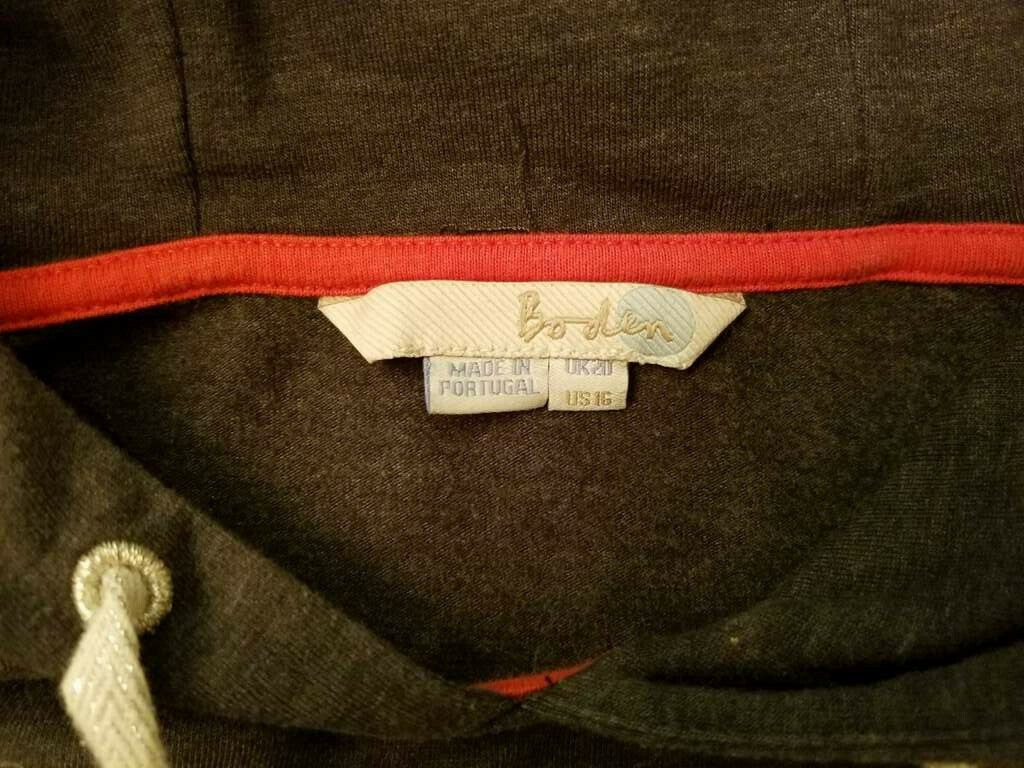 Boden
MADE IN
PORTUGAL
UK20
US16